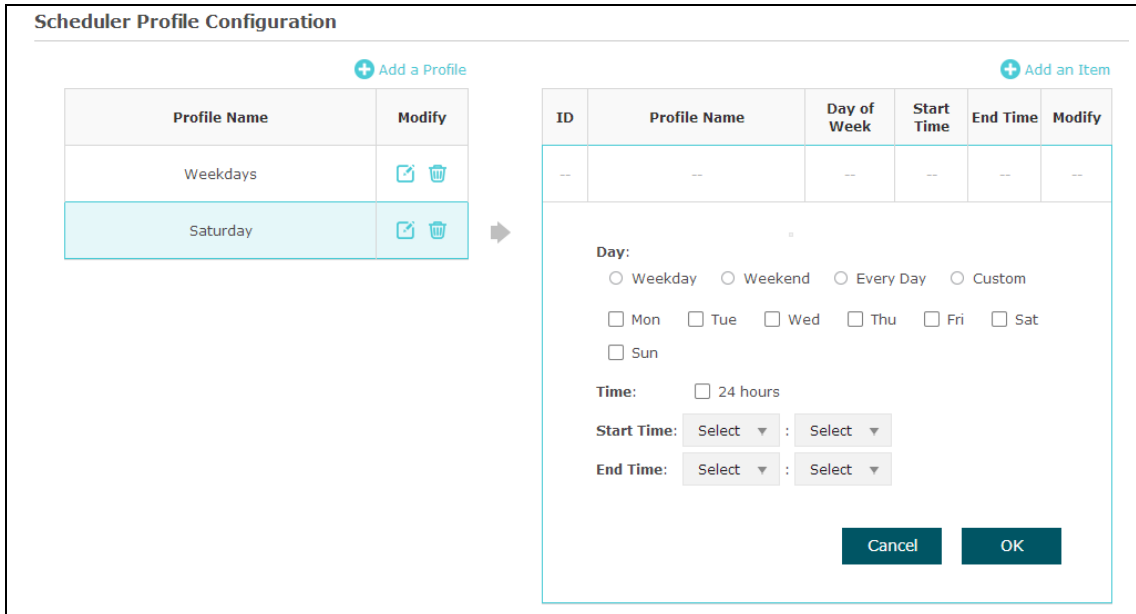 Scheduler Profile Configuration
Add a Profile
Profile Name Modify
Weekdays
Saturday
Add an Item
ID Profile Name Day of Week Start Time End Time Modify
-- -- -- -- -- --
Day:
Weekday Weekend Every Day Custom
Mon Tue Wed Thu Fri Sat
Sun
Time: 24 hours
Start Time: Select : Select
End Time: Select : Select
Cancel OK